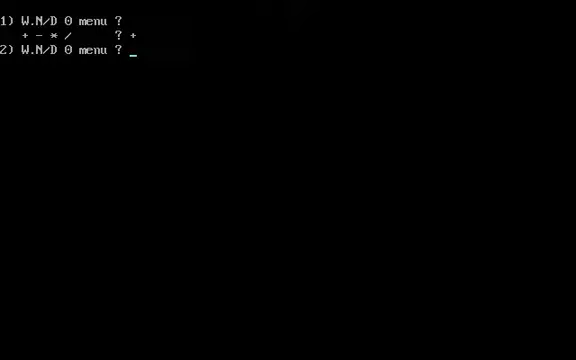 1) W.N/D 0 menu ?
+ - * / ? +
2) W.N/D 0 menu ? _